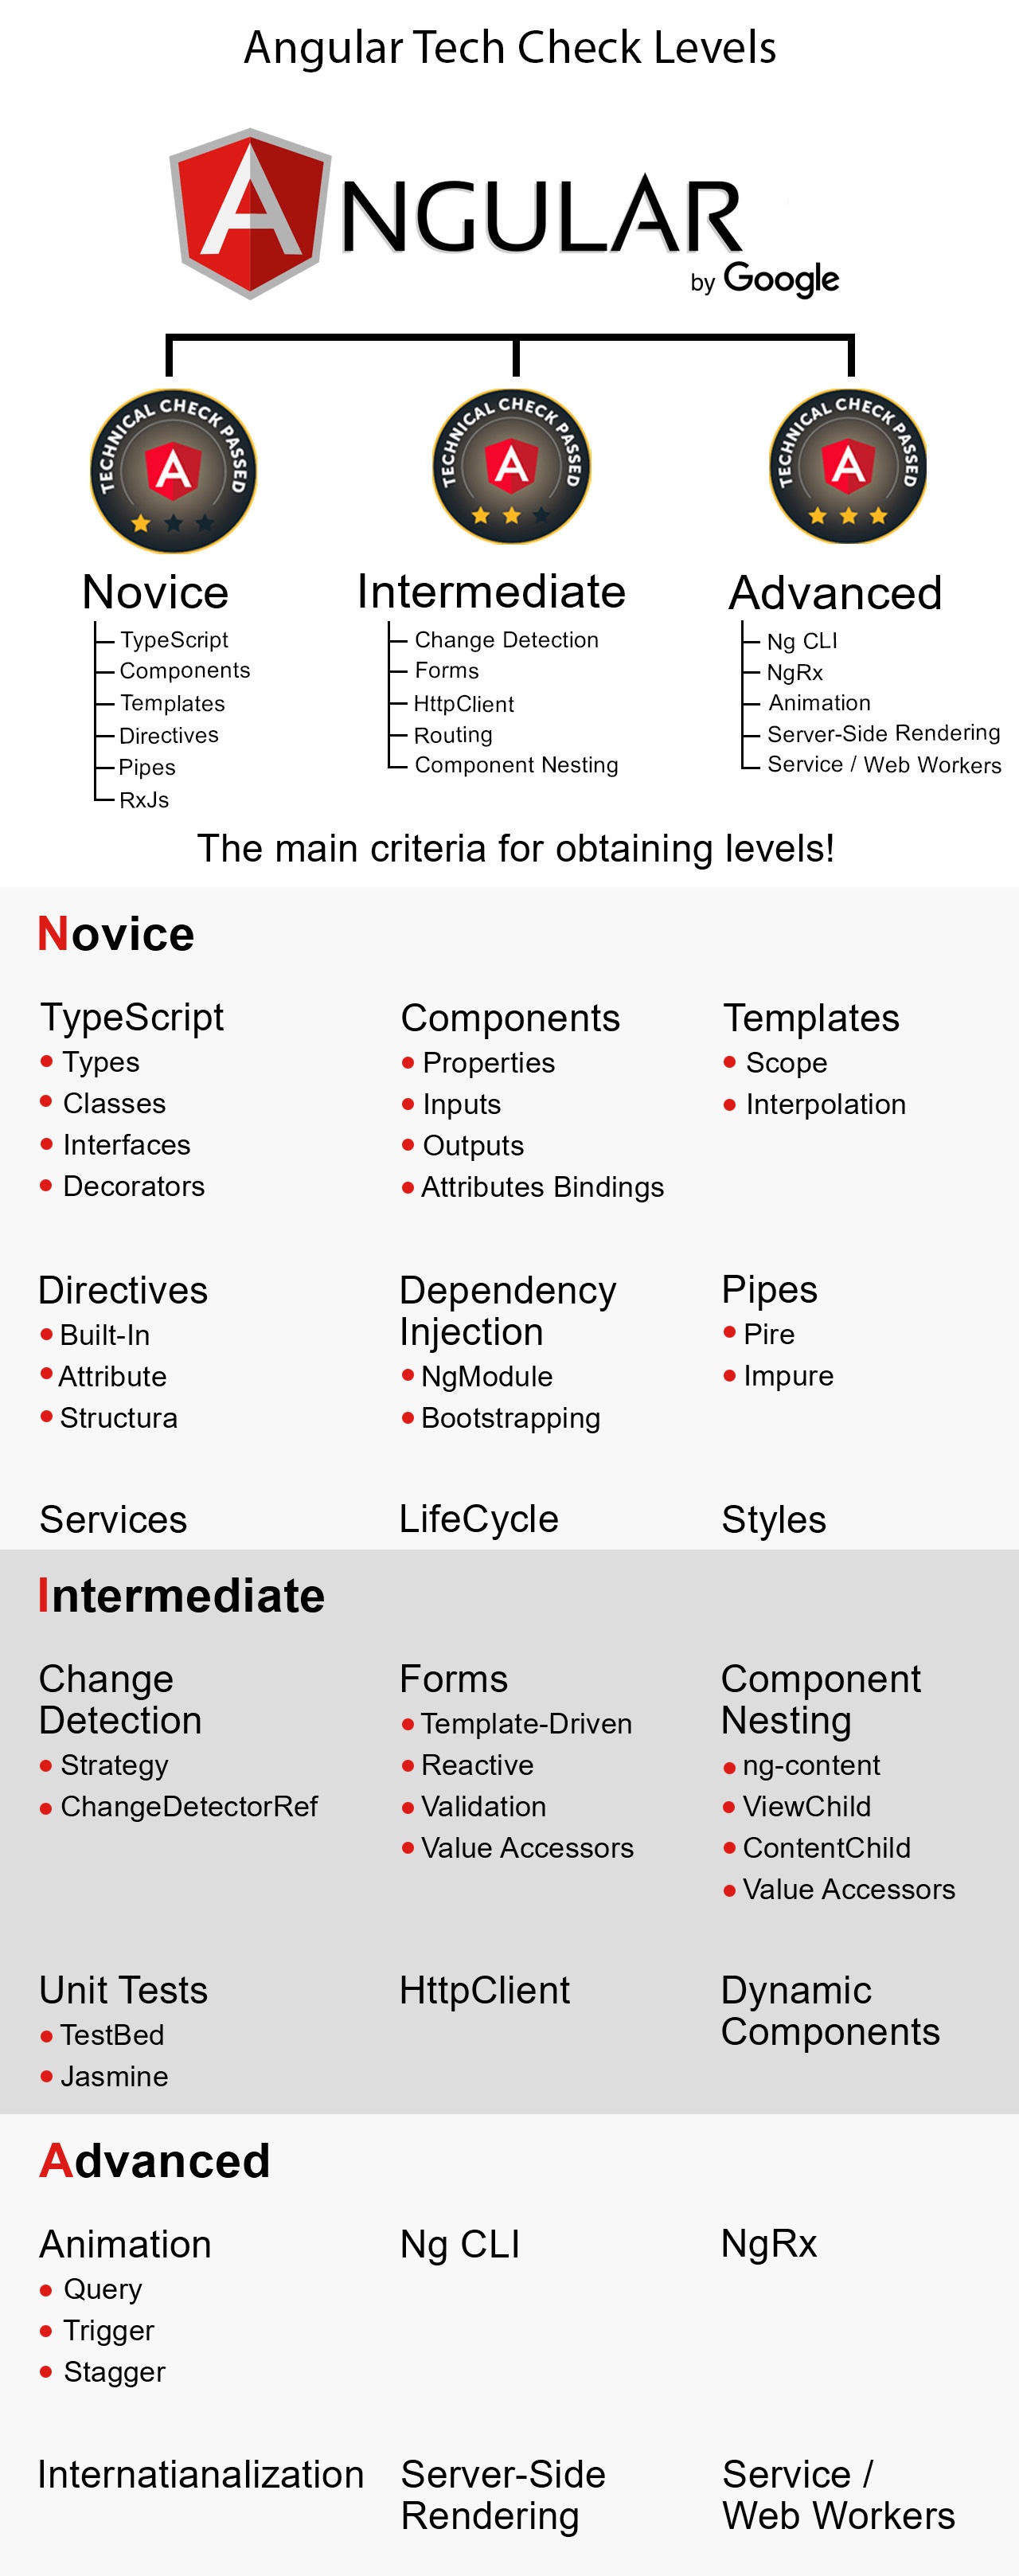 Angular Tech Check Levels
ANGULAR
by Google
TECHNICAL CHECK PASSED
A
TECHNICAL CHECK PASSED
A
TECHNICAL CHECK PASSED
A
Novice
TypeScript
Components
Templates
Directives
Pipes
RxJs
Intermediate
Change Detection
Forms
HttpClient
Routing
Component Nesting
Advanced
Ng CLI
NgRx
Animation
Server-Side Rendering
Service / Web Workers
The main criteria for obtaining levels!
Novice
TypeScript
Types
Classes
Interfaces
Decorators
Components
Properties
Inputs
Outputs
Attributes Bindings
Templates
Scope
Interpolation
Directives
Built-In
Attribute
Structura
Dependency
Injection
NgModule
Bootstrapping
Pipes
Pire
Impure
Services
LifeCycle
Styles
Intermediate
Change
Detection
Strategy
ChangeDetectorRef
Forms
Template-Driven
Reactive
Validation
Value Accessors
Component
Nesting
ng-content
ViewChild
ContentChild
Value Accessors
Unit Tests
TestBed
Jasmine
HttpClient
Dynamic
Components
Advanced
Animation
Query
Trigger
Stagger
Ng CLI
NgRx
Internatianalization
Server-Side
Rendering
Service /
Web Workers